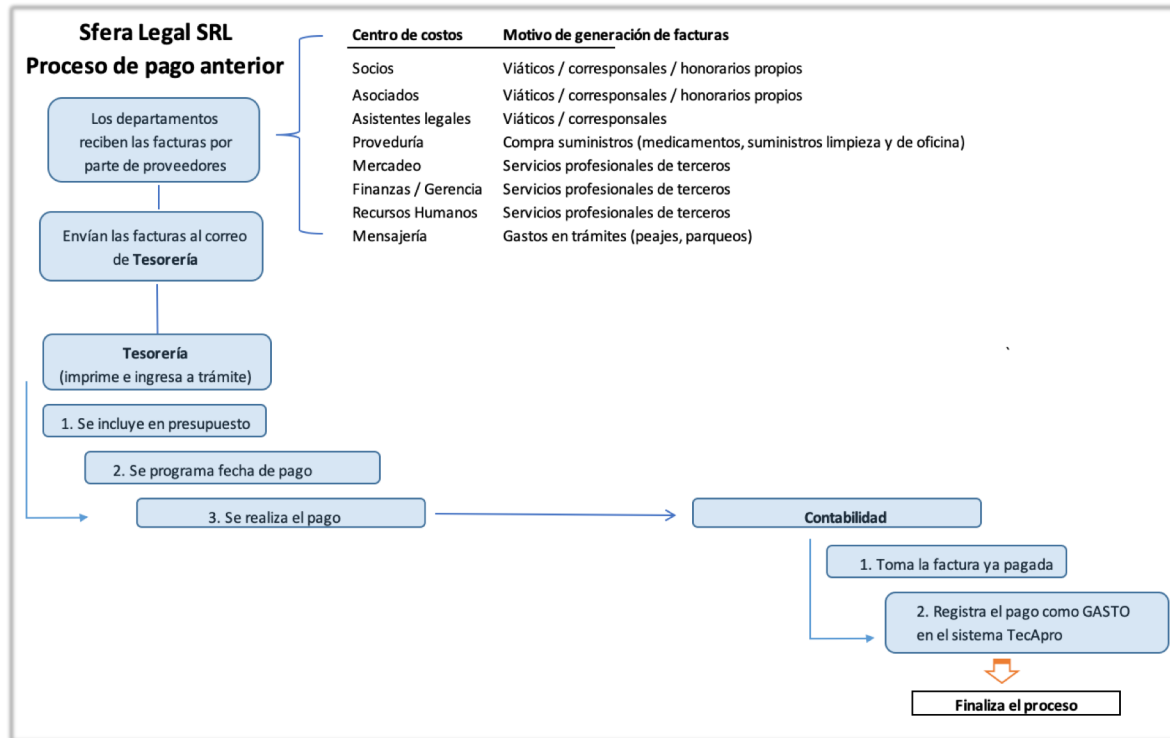 Sfera Legal SRL
Proceso de pago anterior
Los departamentos
reciben las facturas por
parte de proveedores
Envían las facturas al correo
de Tesorería
Centro de costos Motivo de generación de facturas
Socios Viáticos / corresponsales / honorarios propios
Asociados Viáticos / corresponsales / honorarios propios
Asistentes legales Viáticos / corresponsales
Proveduría Compra suministros (medicamentos, suministros limpieza y de oficina)
Mercadeo Servicios profesionales de terceros
Finanzas / Gerencia Servicios profesionales de terceros
Recursos Humanos Servicios profesionales de terceros
Mensajería Gastos en trámites (peajes, parqueos)
Tesorería
(imprime e ingresa a trámite)
1. Se incluye en presupuesto
2. Se programa fecha de pago
3. Se realiza el pago
Contabilidad
1. Toma la factura ya pagada
2. Registra el pago como GASTO
en el sistema TecApro
Finaliza el proceso